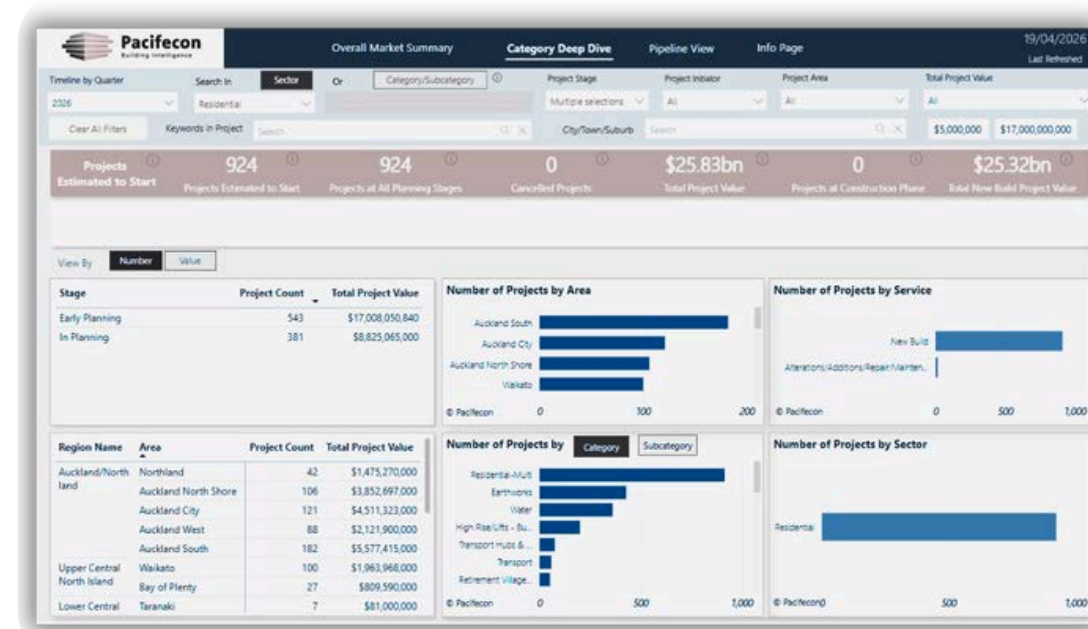 Pacifecon
Building Intelligence
Overall Market Summary
Category Deep Dive
Pipeline View
Info Page
19/04/2026
Last Refreshed
Timeline by Quarter
Search In
Sector
Or
Category/Subcategory
Project Stage
Project Initiator
Project Area
Total Project Value
2026
Residential
Multiple selections
All
All
All
Clear All Filters
Keywords in Project
Search
City/Town/Suburb
Search
$5,000,000
$17,000,000,000
Projects
Estimated to Start
924
Projects Estimated to Start
924
Projects at All Planning Stages
0
Cancelled Projects
$25.83bn
Total Project Value
0
Projects at Construction Phase
$25.32bn
Total New Build Project Value
View By
Number
Value
Stage Project Count Total Project Value
Early Planning 543 $17,008,050,840
In Planning 381 $8,825,065,000
Number of Projects by Area
Auckland South
Auckland City
Auckland North Shore
Waikato
© Pacifecon 0 100 200
Number of Projects by Service
New Build
Alterations/Additions/Repair/Mainten...
© Pacifecon 0 500 1,000
Region Name Area Project Count Total Project Value
Auckland/North Northland 42 $1,475,270,000
land
Auckland North Shore 106 $3,852,697,000
Auckland City 121 $4,511,323,000
Auckland West 88 $2,121,900,000
Auckland South 182 $5,577,415,000
Upper Central Waikato 100 $1,963,968,000
North Island Bay of Plenty 27 $809,590,000
Lower Central Taranaki 7 $81,000,000
Number of Projects by
Category
Subcategory
Residential-Multi
Earthworks
Water
High Rise/Lifts - Bu...
Transport Hubs & ...
Transport
Retirement Village...
© Pacifecon 0 500 1,000
Number of Projects by Sector
Residential
© Pacifecon 0 500 1,000